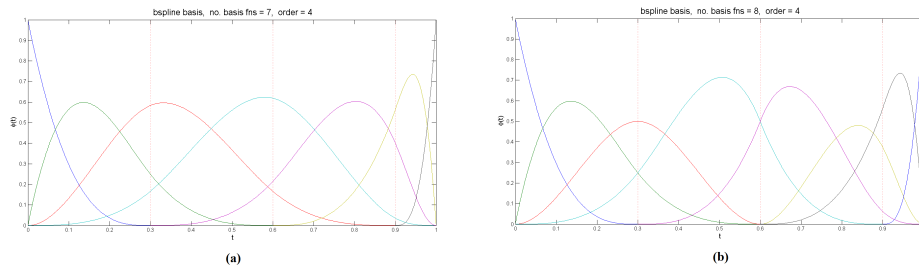 bspline basis, no. basis fns = 7, order = 4
1
0.9
0.8
0.7
0.6
0.5
0.4
0.3
0.2
0.1
0
ϕ(t)
0 0.1 0.2 0.3 0.4 0.5 0.6 0.7 0.8 0.9 1
t
(a)
bspline basis, no. basis fns = 8, order = 4
1
0.9
0.8
0.7
0.6
0.5
0.4
0.3
0.2
0.1
0
ϕ(t)
0 0.1 0.2 0.3 0.4 0.5 0.6 0.7 0.8 0.9
t
(b)